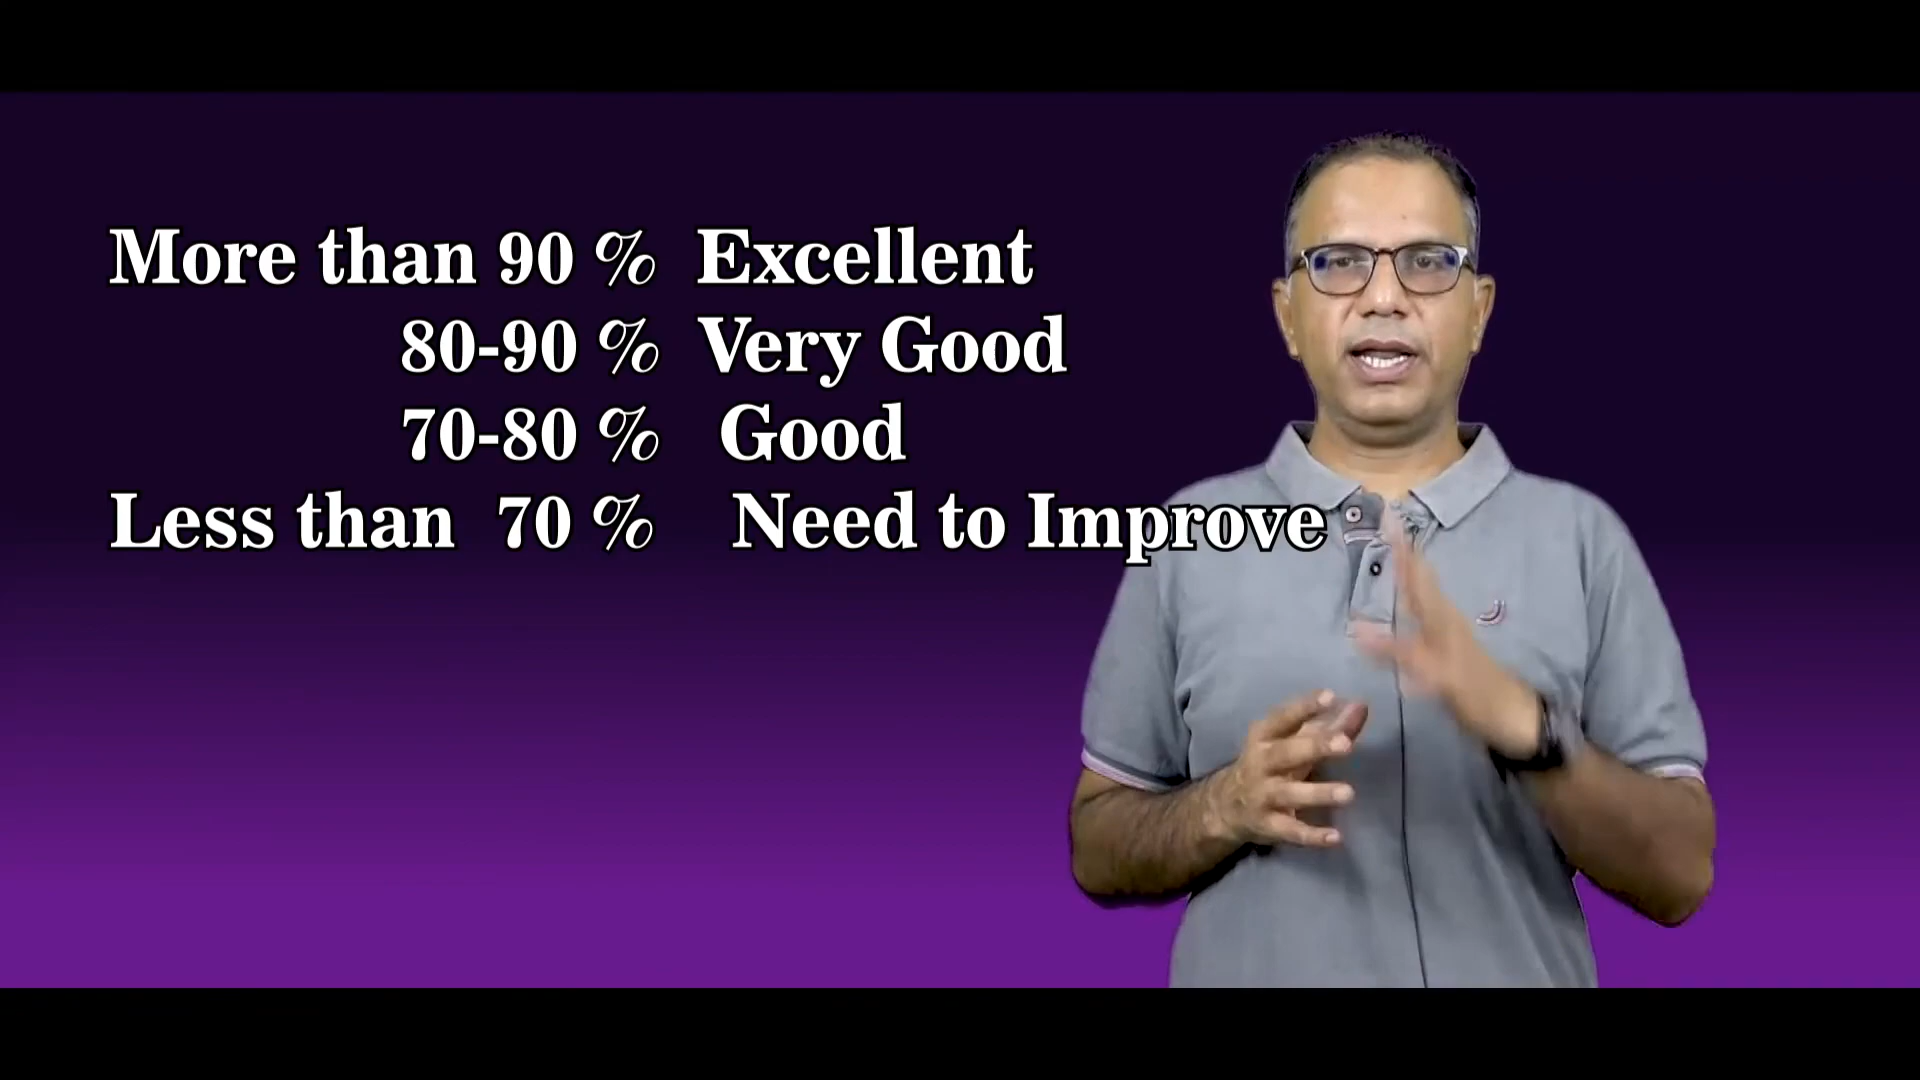 More than 90 % Excellent
80-90 % Very Good
70-80 % Good
Less than 70 % Need to Improve